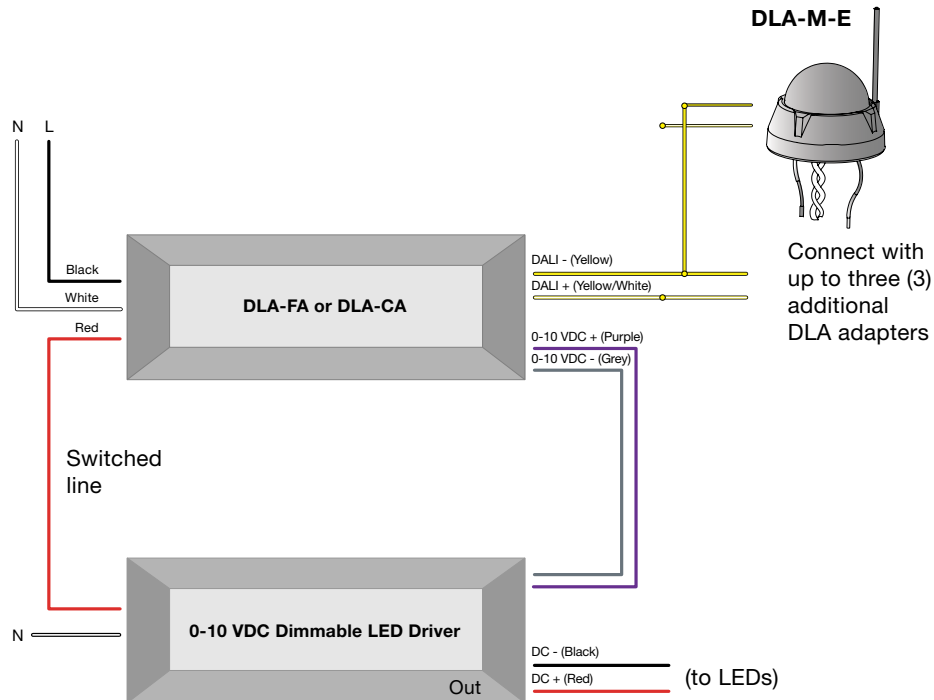 DLA-M-E
N L
Black
White
Red
DLA-FA or DLA-CA
DALI - (Yellow)
DALI + (Yellow/White)
0-10 VDC + (Purple)
0-10 VDC - (Grey)
Connect with
up to three (3)
additional
DLA adapters
Switched
line
N
0-10 VDC Dimmable LED Driver
Out
DC - (Black)
DC + (Red)
(to LEDs)